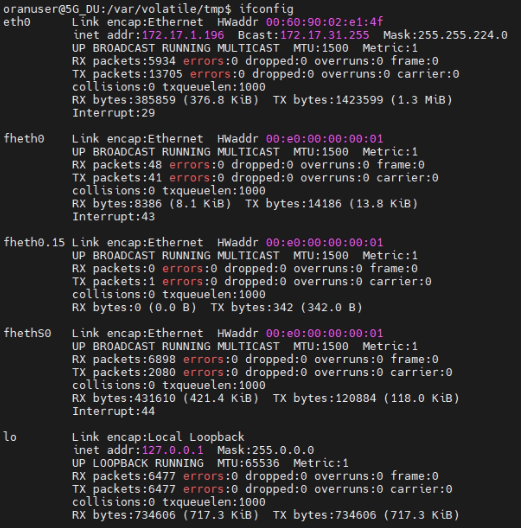 oranuser@5G_DU:/var/volatile/tmp$ ifconfig
eth0      Link encap:Ethernet  HWaddr 00:60:90:02:e1:4f
          inet addr:172.17.1.196  Bcast:172.17.31.255  Mask:255.255.224.0
          UP BROADCAST RUNNING MULTICAST  MTU:1500  Metric:1
          RX packets:5934 errors:0 dropped:0 overruns:0 frame:0
          TX packets:13705 errors:0 dropped:0 overruns:0 carrier:0
          collisions:0 txqueuelen:1000
          RX bytes:385859 (376.8 KiB)  TX bytes:1423599 (1.3 MiB)
          Interrupt:29

fheth0    Link encap:Ethernet  HWaddr 00:e0:00:00:00:01
          UP BROADCAST RUNNING MULTICAST  MTU:1500  Metric:1
          RX packets:48 errors:0 dropped:0 overruns:0 frame:0
          TX packets:41 errors:0 dropped:0 overruns:0 carrier:0
          collisions:0 txqueuelen:1000
          RX bytes:8386 (8.1 KiB)  TX bytes:14186 (13.8 KiB)
          Interrupt:43

fheth0.15 Link encap:Ethernet  HWaddr 00:e0:00:00:00:01
          UP BROADCAST RUNNING MULTICAST  MTU:1500  Metric:1
          RX packets:0 errors:0 dropped:0 overruns:0 frame:0
          TX packets:1 errors:0 dropped:0 overruns:0 carrier:0
          collisions:0 txqueuelen:1000
          RX bytes:0 (0.0 B)  TX bytes:342 (342.0 B)

fhethS0   Link encap:Ethernet  HWaddr 00:e0:00:00:00:01
          UP BROADCAST RUNNING MULTICAST  MTU:1500  Metric:1
          RX packets:6898 errors:0 dropped:0 overruns:0 frame:0
          TX packets:2080 errors:0 dropped:0 overruns:0 carrier:0
          collisions:0 txqueuelen:1000
          RX bytes:431610 (421.4 KiB)  TX bytes:120884 (118.0 KiB)
          Interrupt:44

lo        Link encap:Local Loopback
          inet addr:127.0.0.1  Mask:255.0.0.0
          UP LOOPBACK RUNNING  MTU:65536  Metric:1
          RX packets:6477 errors:0 dropped:0 overruns:0 frame:0
          TX packets:6477 errors:0 dropped:0 overruns:0 carrier:0
          collisions:0 txqueuelen:1000
          RX bytes:734606 (717.3 KiB)  TX bytes:734606 (717.3 KiB)